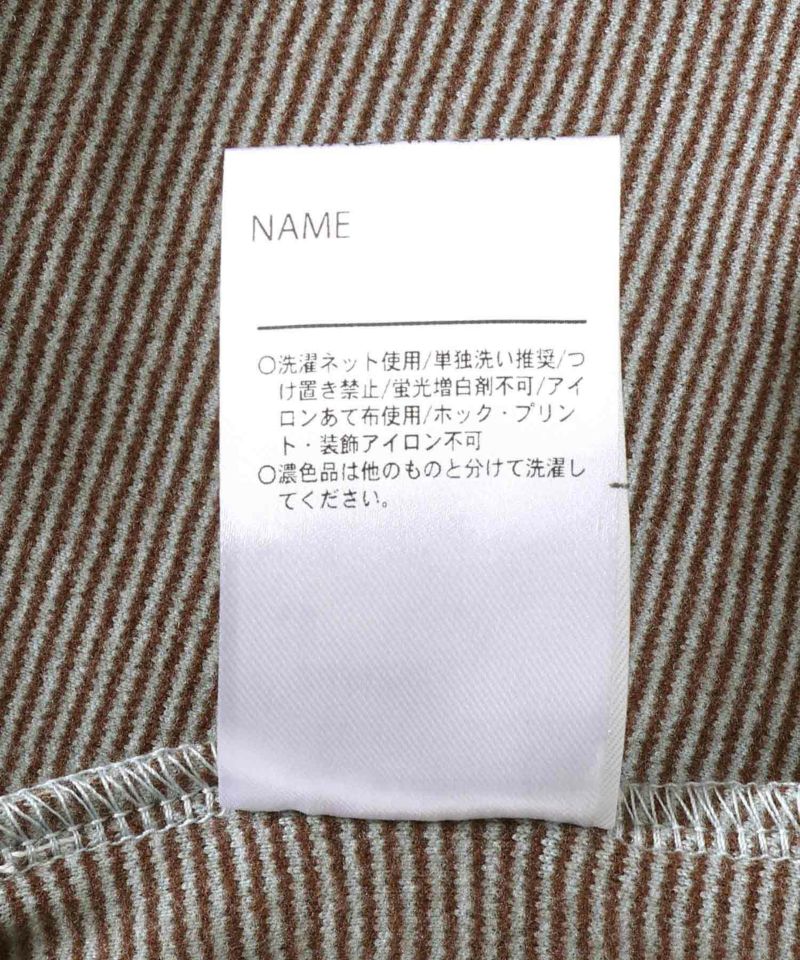 NAME
○洗濯ネット使用/単独洗い推奨/つ
け置き禁止/蛍光増白剤不可/アイ
ロンあて布使用/ホック・プリン
ト・装飾アイロン不可
○濃色品は他のものと分けて洗濯し
てください。